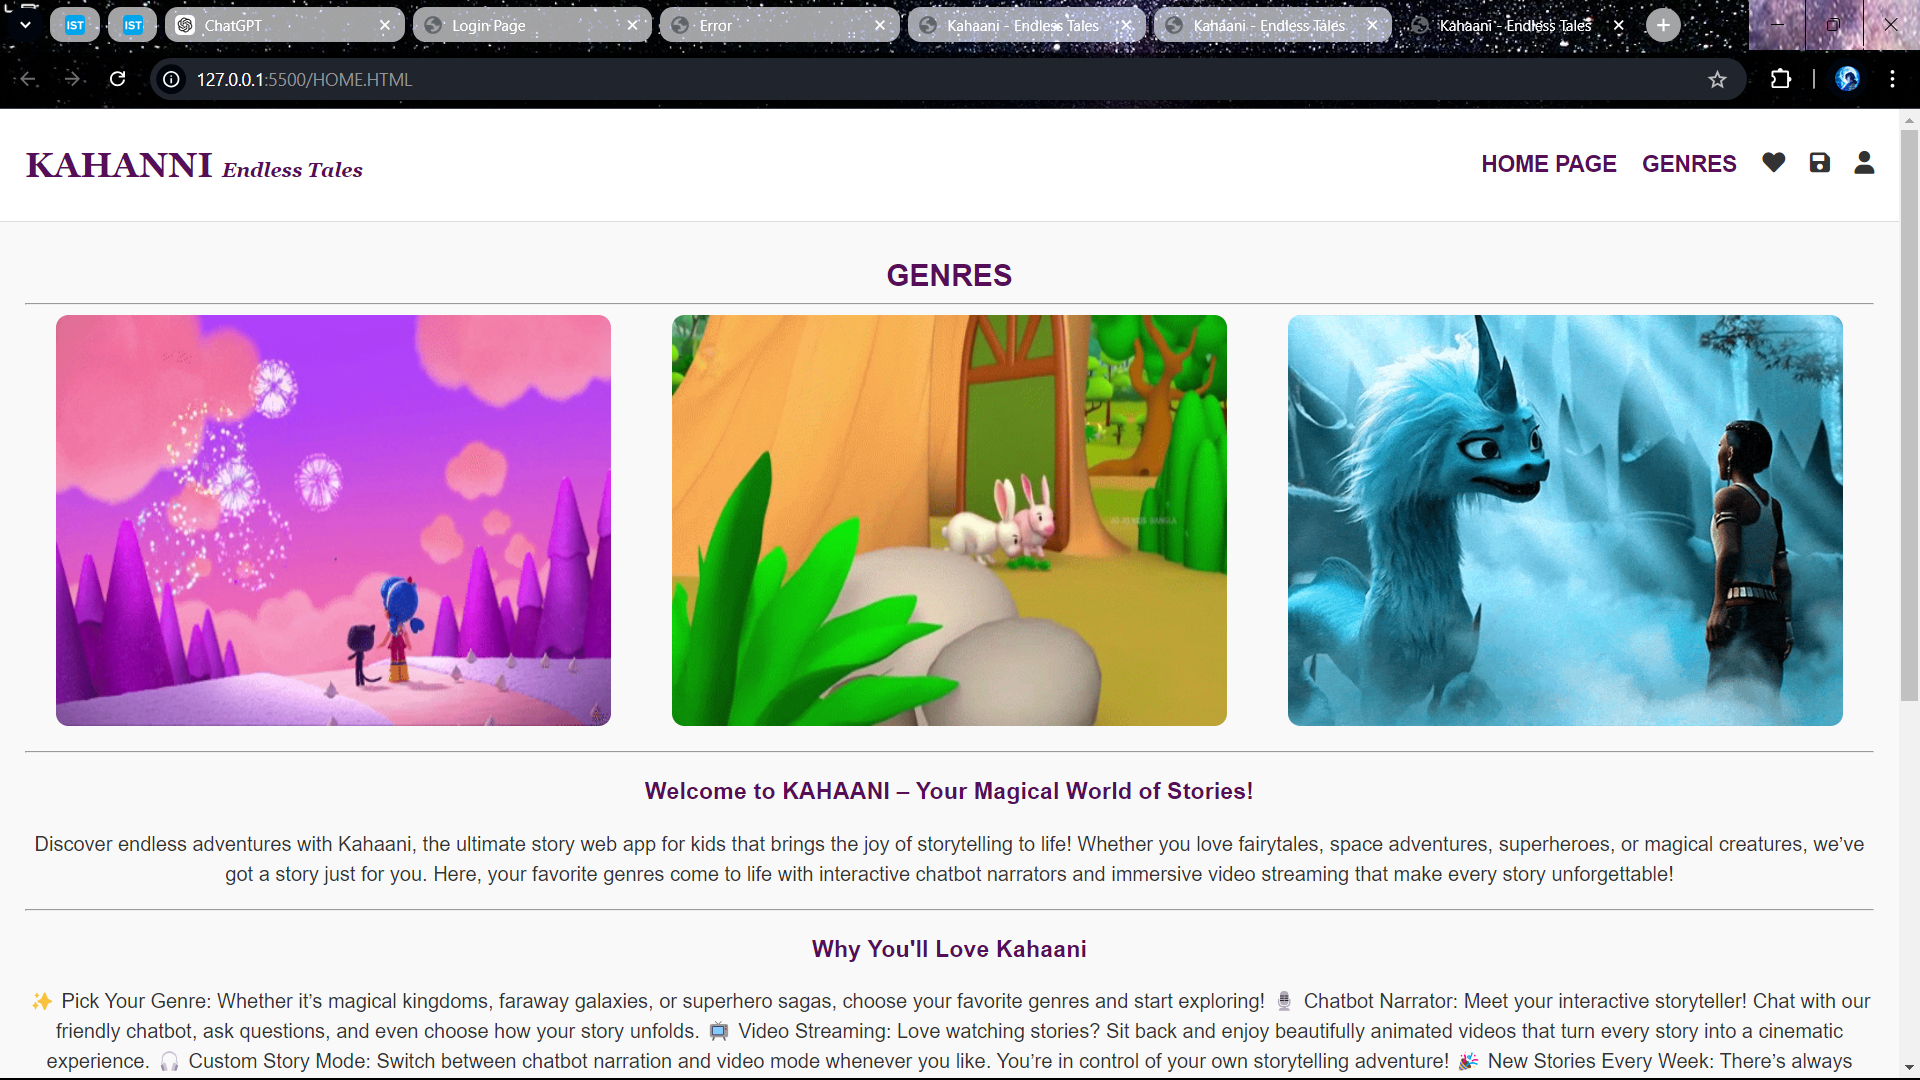 IST
IST
ChatGPT
Login Page
Error
Kahaani - Endless Tales
Kahaani - Endless Tales
Kahaani - Endless Tales
127.0.0.1:5500/HOME.HTML
KAHANNI Endless Tales
HOME PAGE
GENRES
GENRES
Welcome to KAHAANI – Your Magical World of Stories!
Discover endless adventures with Kahaani, the ultimate story web app for kids that brings the joy of storytelling to life! Whether you love fairytales, space adventures, superheroes, or magical creatures, we’ve
got a story just for you. Here, your favorite genres come to life with interactive chatbot narrators and immersive video streaming that make every story unforgettable!
Why You'll Love Kahaani
✨ Pick Your Genre: Whether it’s magical kingdoms, faraway galaxies, or superhero sagas, choose your favorite genres and start exploring! 🎙️ Chatbot Narrator: Meet your interactive storyteller! Chat with our
friendly chatbot, ask questions, and even choose how your story unfolds. 📺 Video Streaming: Love watching stories? Sit back and enjoy beautifully animated videos that turn every story into a cinematic
experience. 🎧 Custom Story Mode: Switch between chatbot narration and video mode whenever you like. You’re in control of your own storytelling adventure! 🎉 New Stories Every Week: There’s always